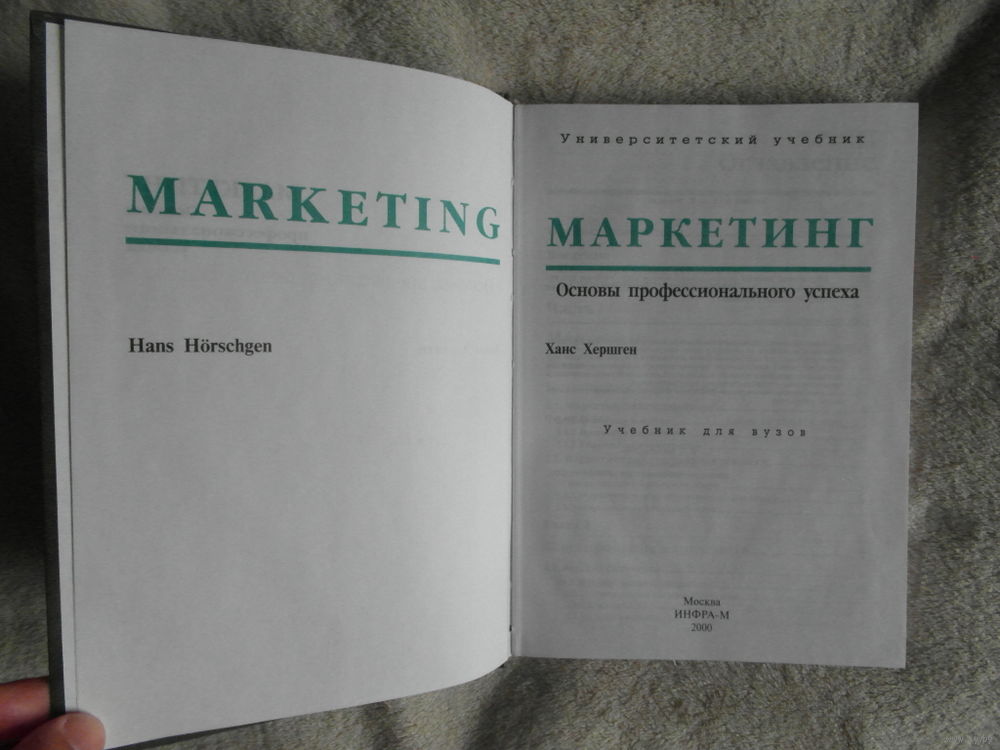 MARKETING
Hans Hörschgen
Университетский учебник
МАРКЕТИНГ
Основы профессионального успеха
Ханс Хершген
Учебник для вузов
Москва
ИНФРА-М
2000